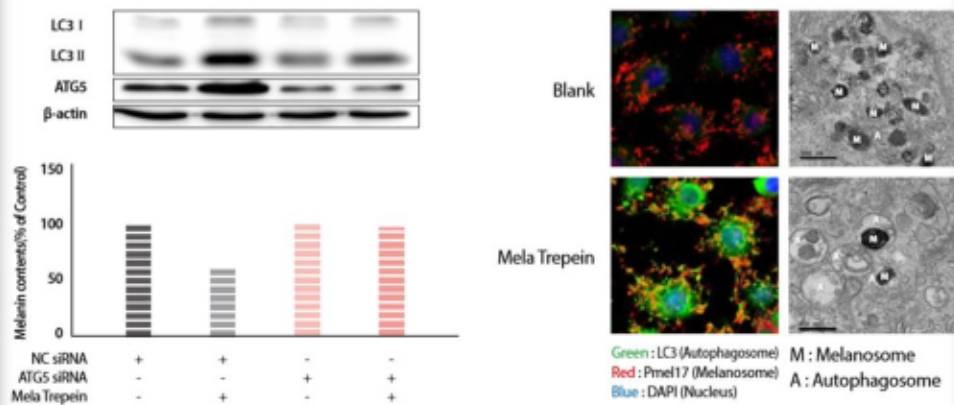 LC3 I
LC3 II
ATG5
β-actin
Melanin contents(% of Control)
150
100
50
0
NC siRNA + + - -
ATG5 siRNA - - + +
Mela Trepein - + - +
Blank
Mela Trepein
M M M M M M M A M
A M A M A
Green : LC3 (Autophagosome)
Red : Pmel17 (Melanosome)
Blue : DAPI (Nucleus)
M : Melanosome
A : Autophagosome